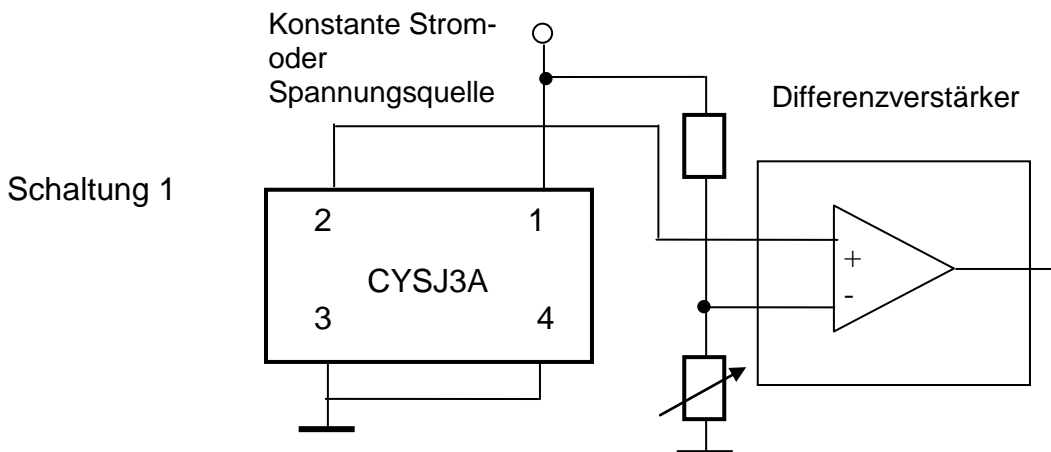 Konstante Strom-
oder
Spannungsquelle
Differenzverstärker
Schaltung 1
2 1
CYSJ3A
3 4
+
-